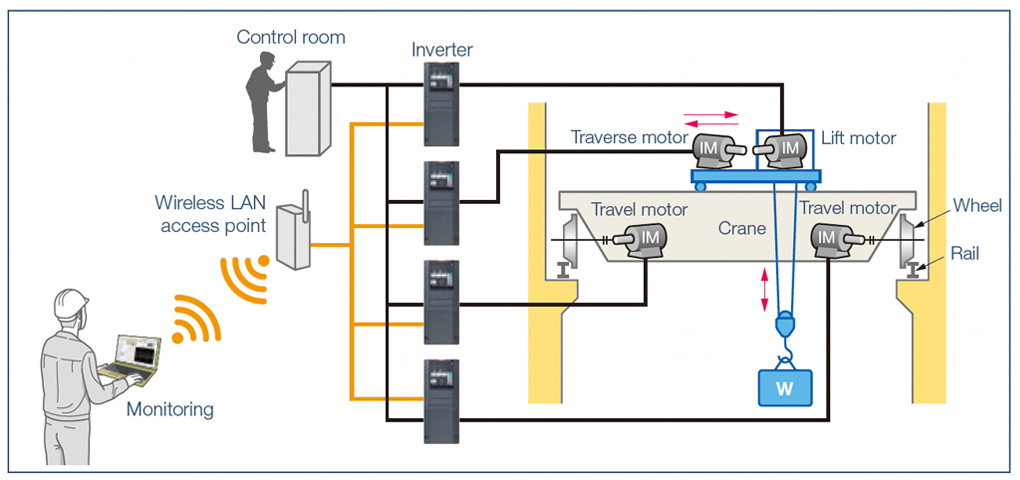 Control room
Inverter
Traverse motor
IM
IM
Lift motor
Wireless LAN
access point
Travel motor
Travel motor
Wheel
Crane
IM
IM
Rail
W
Monitoring